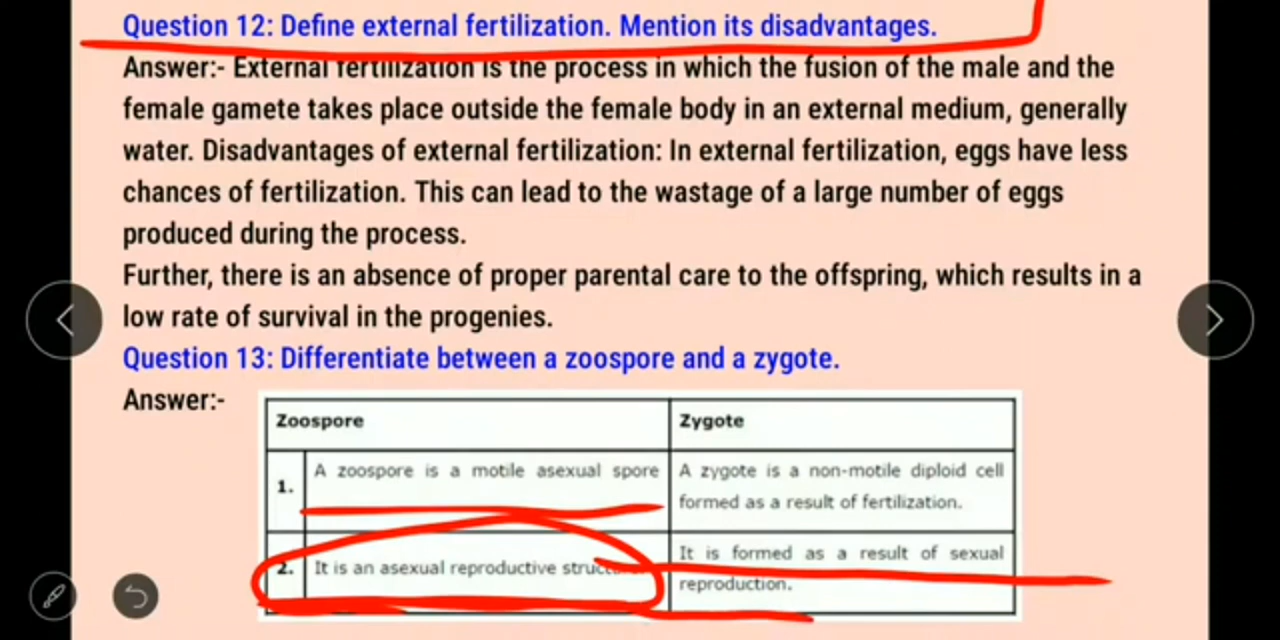 Question 12: Define external fertilization. Mention its disadvantages.
Answer:- External fertilization is the process in which the fusion of the male and the
female gamete takes place outside the female body in an external medium, generally
water. Disadvantages of external fertilization: In external fertilization, eggs have less
chances of fertilization. This can lead to the wastage of a large number of eggs
produced during the process.
Further, there is an absence of proper parental care to the offspring, which results in a
low rate of survival in the progenies.
Question 13: Differentiate between a zoospore and a zygote.
Answer:-
Zoospore
Zygote
1.
A zoospore is a motile asexual spore
A zygote is a non-motile diploid cell
formed as a result of fertilization.
2.
It is an asexual reproductive
It is formed as a result of sexual
reproduction.